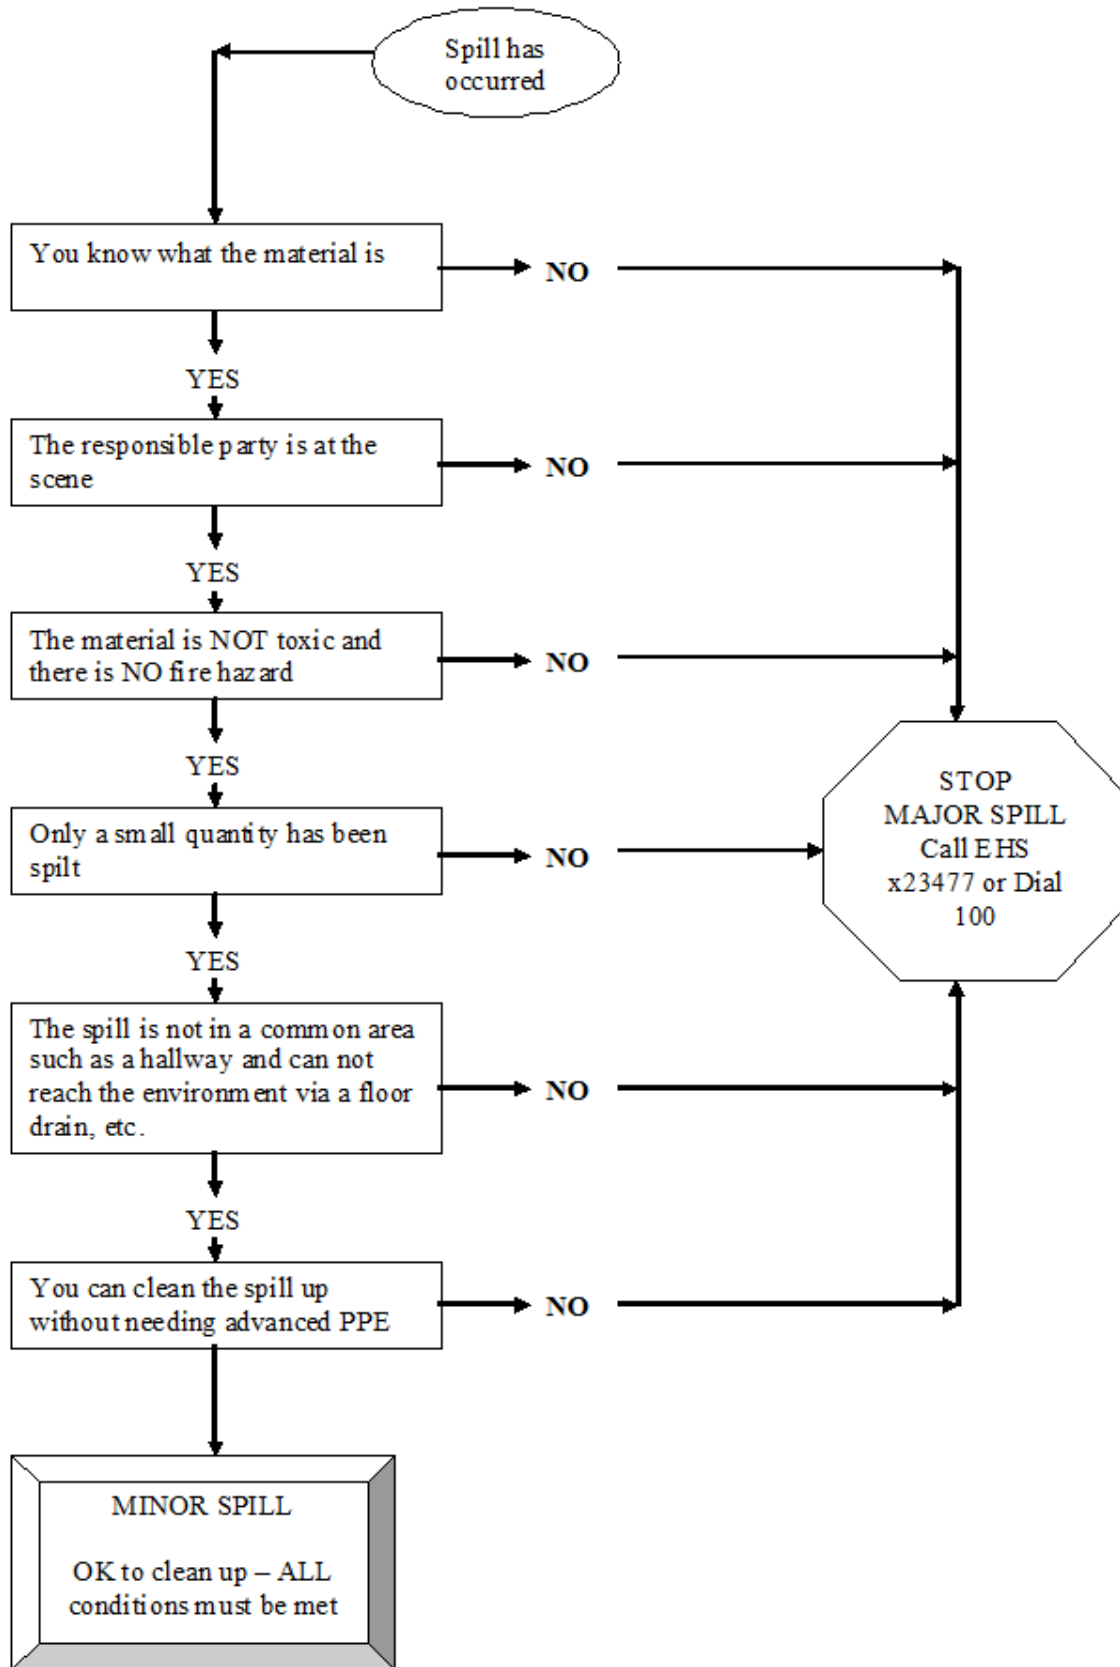 Spill has
occurred
You know what the material is
NO
YES
The responsible party is at the
scene
NO
YES
The material is NOT toxic and
there is NO fire hazard
NO
YES
Only a small quantity has been
spilt
NO
STOP
MAJOR SPILL
Call EHS
x23477 or Dial
100
YES
The spill is not in a common area
such as a hallway and can not
reach the environment via a floor
drain, etc.
NO
YES
You can clean the spill up
without needing advanced PPE
NO
MINOR SPILL
OK to clean up – ALL
conditions must be met